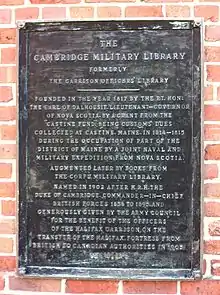 THE
CAMBRIDGE MILITARY LIBRARY
FORMERLY
THE GARRISON OFFICERS' LIBRARY
FOUNDED IN THE YEAR 1817 BY THE RT. HON.
THE EARL OF DALHOUSIE, LIEUTENANT-GOVERNOR
OF NOVA SCOTIA, BY A GRANT FROM THE
"CASTINE FUND", BEING CUSTOMS' DUES
COLLECTED AT CASTINE, MAINE, IN 1814-1815
DURING THE OCCUPATION OF PART OF THE
DISTRICT OF MAINE BY A JOINT NAVAL AND
MILITARY EXPEDITION FROM NOVA SCOTIA.
AUGMENTED LATER BY BOOKS FROM
THE CORFU MILITARY LIBRARY.
NAMED IN 1902 AFTER H.R.H. THE
DUKE OF CAMBRIDGE, COMMANDER-IN-CHIEF
BRITISH FORCES 1856 TO 1895, AND
GENEROUSLY GIVEN BY THE ARMY COUNCIL
FOR THE BENEFIT OF THE OFFICERS
OF THE HALIFAX GARRISON, ON THE
TRANSFER OF THE HALIFAX FORTRESS FROM
BRITISH TO CANADIAN AUTHORITIES IN